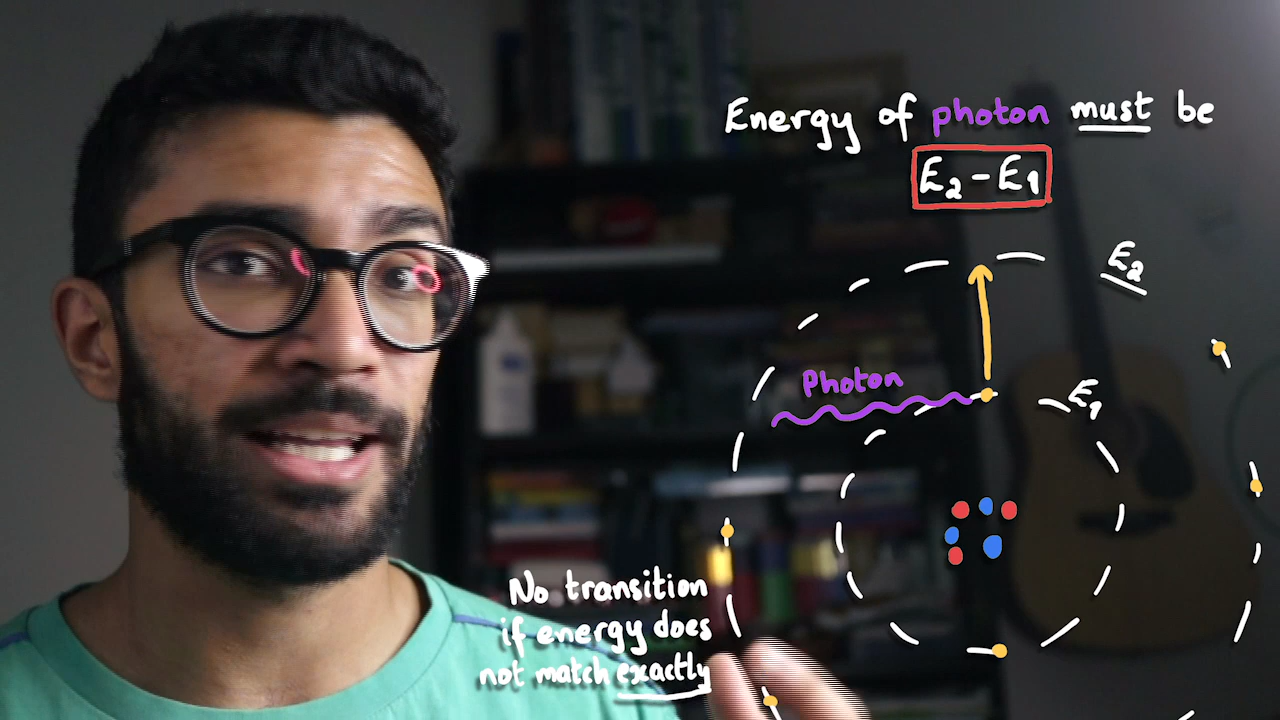 Energy of photon must be
E₂ - E₁
E₂
Photon
E₁
No transition
if energy does
not match exactly